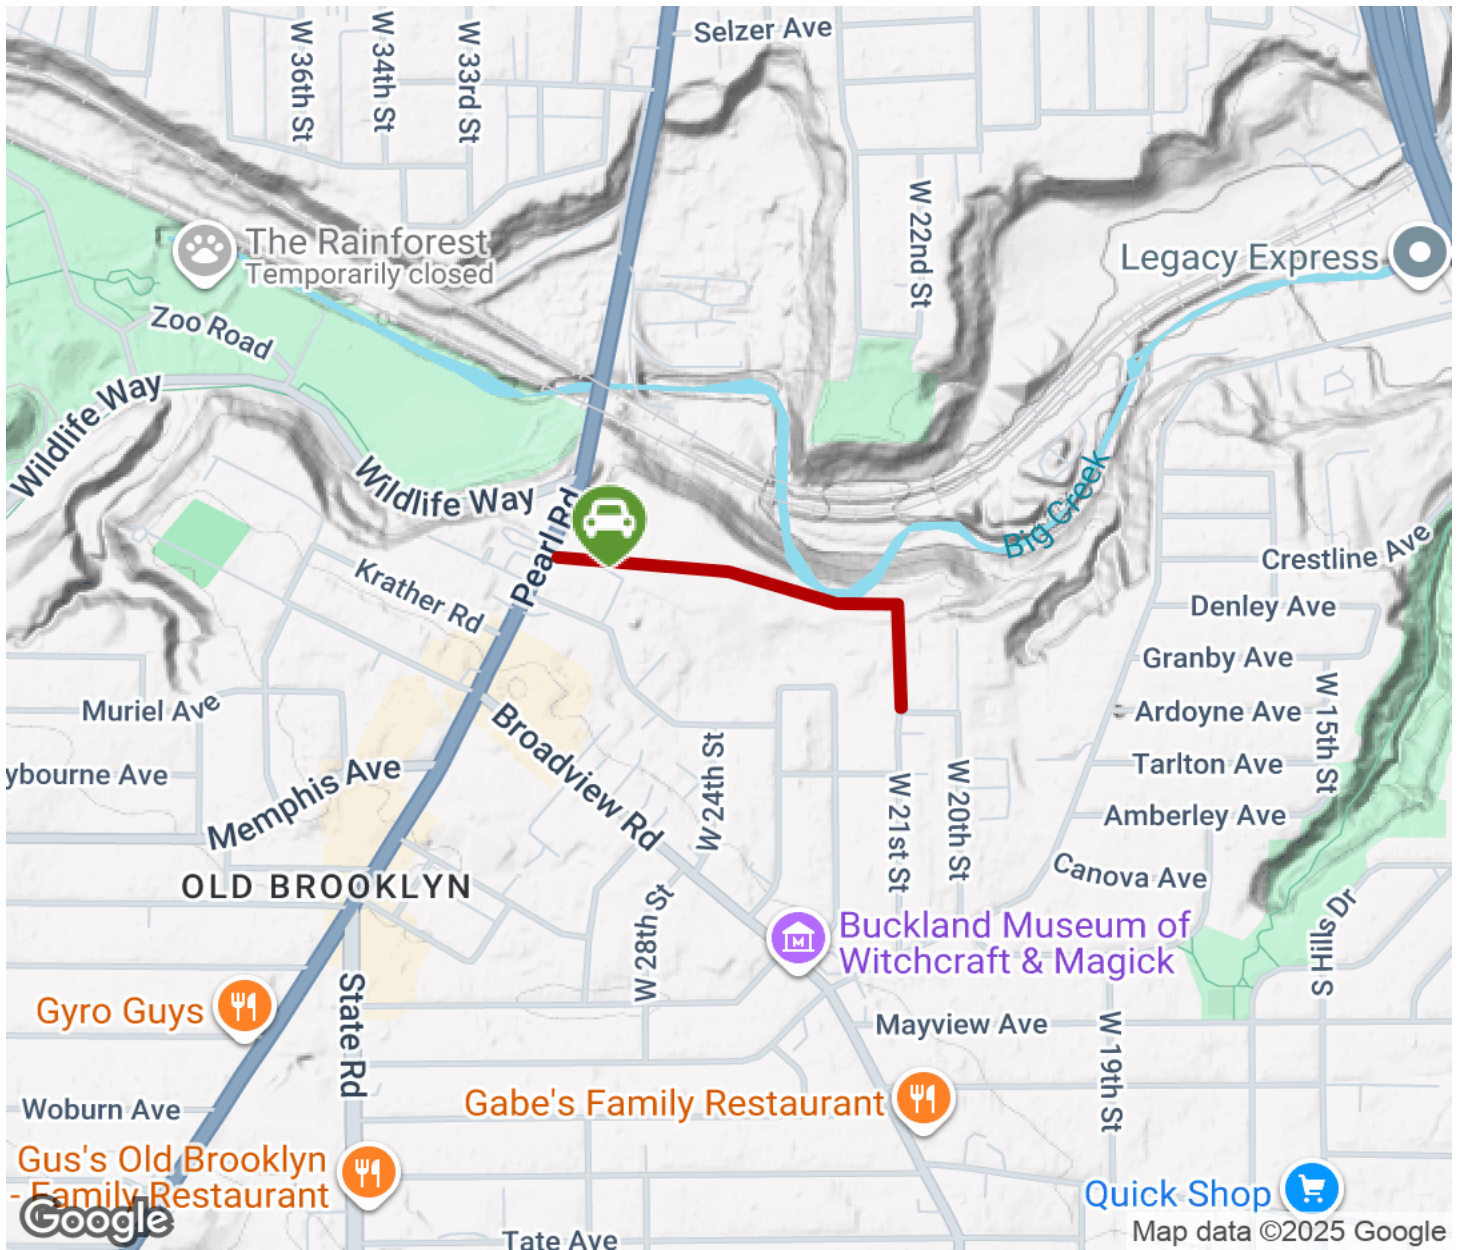 Selzer Ave
W 36th St
W 34th St
W 33rd St
W 22nd St
The Rainforest
Temporarily closed
Legacy Express
Zoo Road
Wildlife Way
Wildlife Way
Pearl Rd
Big Creek
Crestline Ave
Krather Rd
Denley Ave
Granby Ave
W 15th St
Muriel Ave
Ardoyne Ave
Broadview Rd
ybourne Ave
Memphis Ave
W 24th St
W 21st St
W 20th St
Tarlton Ave
Amberley Ave
Canova Ave
OLD BROOKLYN
W 28th St
Buckland Museum of
Witchcraft & Magick
S Hills Dr
Gyro Guys
State Rd
Mayview Ave
W 19th St
Woburn Ave
Gabe's Family Restaurant
Gus's Old Brooklyn
- Family Restaurant
Quick Shop
Google
Tate Ave
Map data ©2025 Google